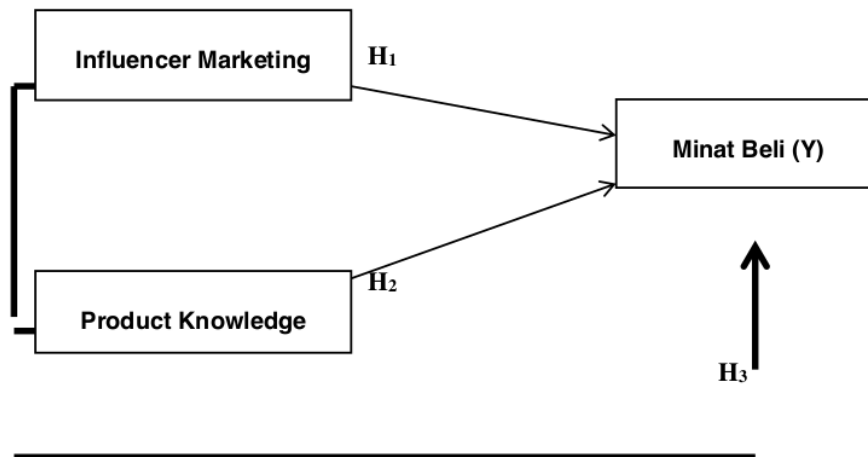 Influencer Marketing
H1
Minat Beli (Y)
H2
Product Knowledge
H3